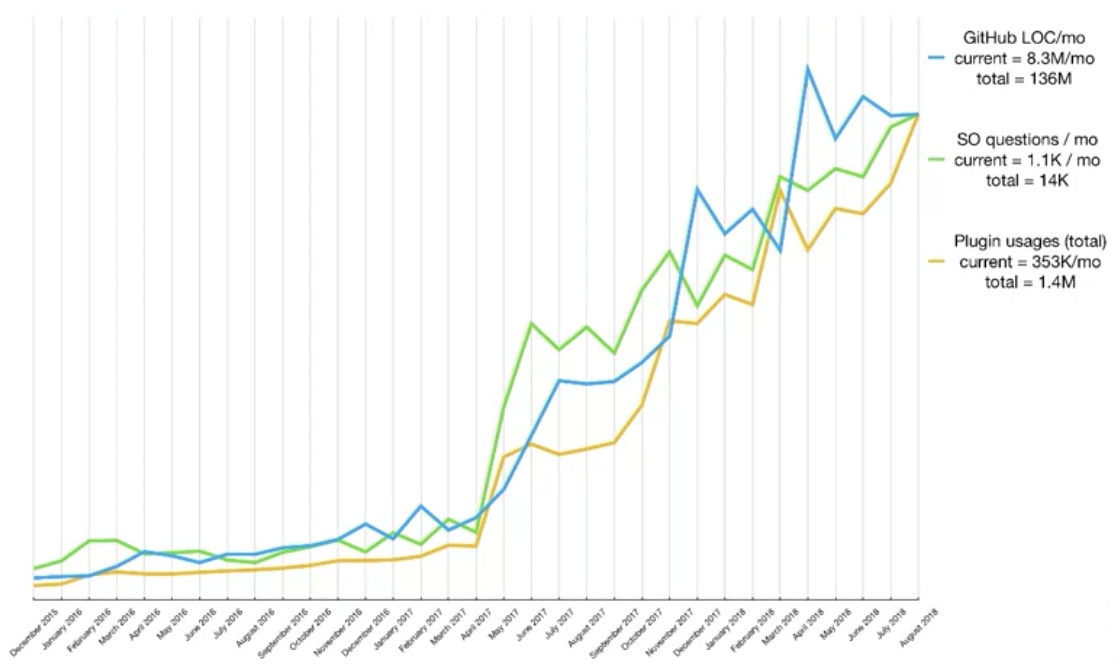 GitHub LOC/mo
current = 8.3M/mo
total = 136M
SO questions / mo
current = 1.1K / mo
total = 14K
Plugin usages (total)
current = 353K/mo
total = 1.4M
December 2015
January 2016
February 2016
March 2016
April 2016
May 2016
June 2016
July 2016
August 2016
September 2016
October 2016
November 2016
December 2016
January 2017
February 2017
March 2017
April 2017
May 2017
June 2017
July 2017
August 2017
September 2017
October 2017
November 2017
December 2017
January 2018
February 2018
March 2018
April 2018
May 2018
June 2018
July 2018
August 2018